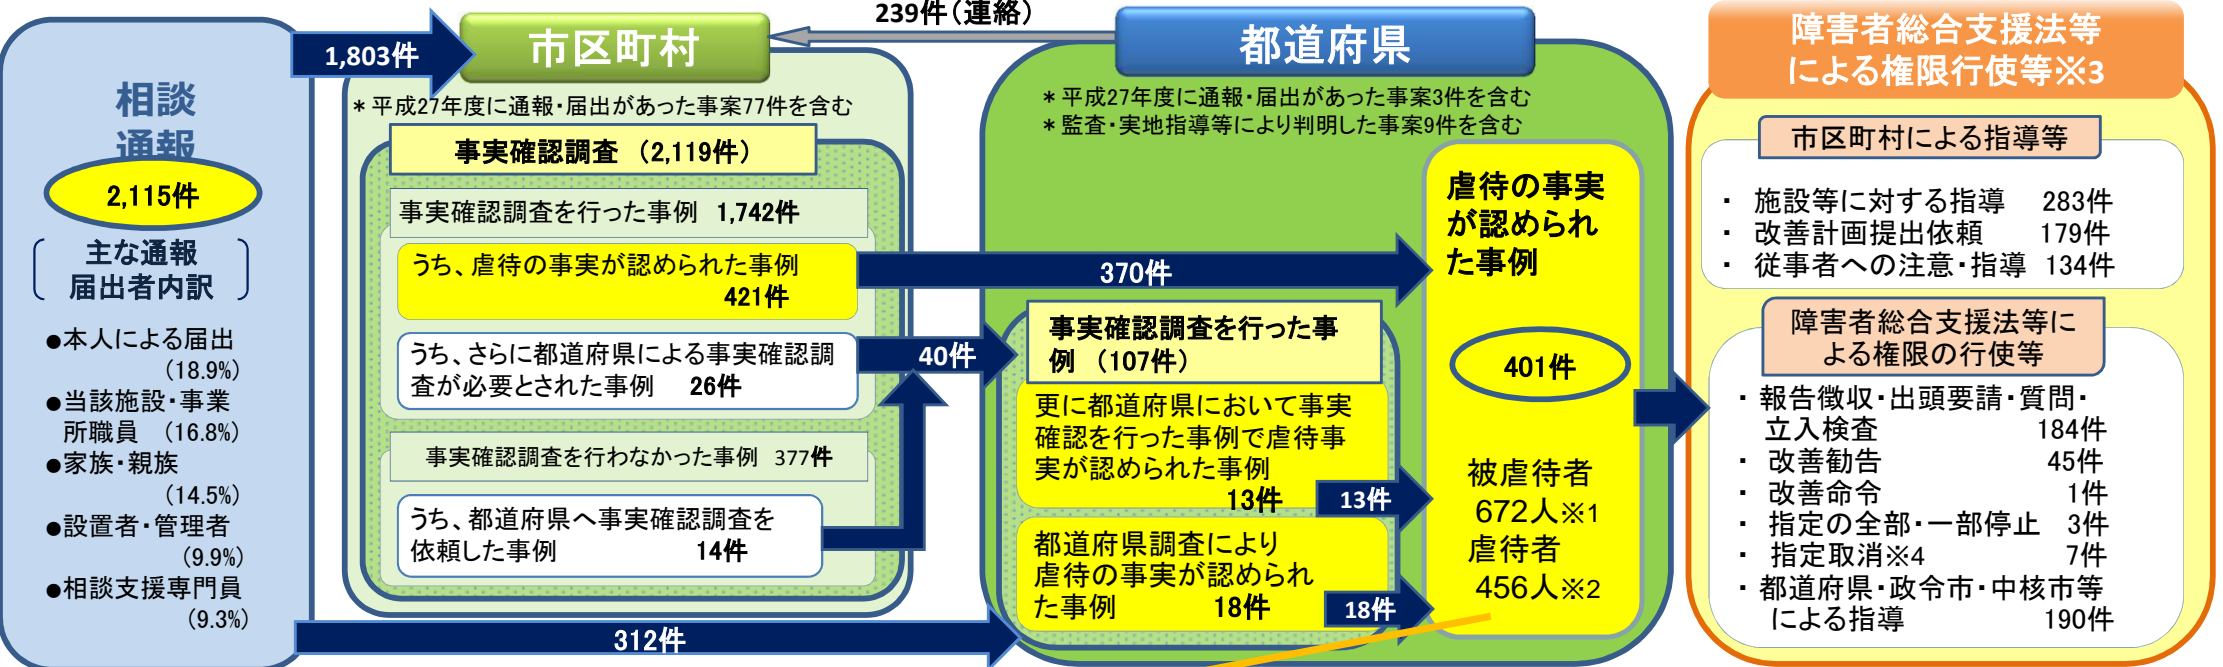 相談
通報
2,115件
主な通報
届出者内訳
●本人による届出
(18.9%)
●当該施設・事業
所職員 (16.8%)
●家族・親族
(14.5%)
●設置者・管理者
(9.9%)
●相談支援専門員
(9.3%)
1,803件
312件
市区町村
*平成27年度に通報・届出があった事案77件を含む
事実確認調査 (2,119件)
事実確認調査を行った事例 1,742件
うち、虐待の事実が認められた事例
421件
うち、さらに都道府県による事実確認調
査が必要とされた事例 26件
事実確認調査を行わなかった事例 377件
うち、都道府県へ事実確認調査を
依頼した事例 14件
239件(連絡)
370件
40件
都道府県
*平成27年度に通報・届出があった事案3件を含む
*監査・実地指導等により判明した事案9件を含む
事実確認調査を行った事
例 (107件)
更に都道府県において事実
確認を行った事例で虐待事
実が認められた事例
13件
13件
都道府県調査により
虐待の事実が認められ
た事例 18件
18件
虐待の事実
が認められ
た事例
401件
被虐待者
672人※1
虐待者
456人※2
障害者総合支援法等
による権限行使等※3
市区町村による指導等
・ 施設等に対する指導 283件
・ 改善計画提出依頼 179件
・ 従事者への注意・指導 134件
障害者総合支援法等に
よる権限の行使等
・報告徴収・出頭要請・質問・
立入検査 184件
・ 改善勧告 45件
・ 改善命令 1件
・ 指定の全部・一部停止 3件
・ 指定取消※4 7件
・都道府県・政令市・中核市等
による指導 190件